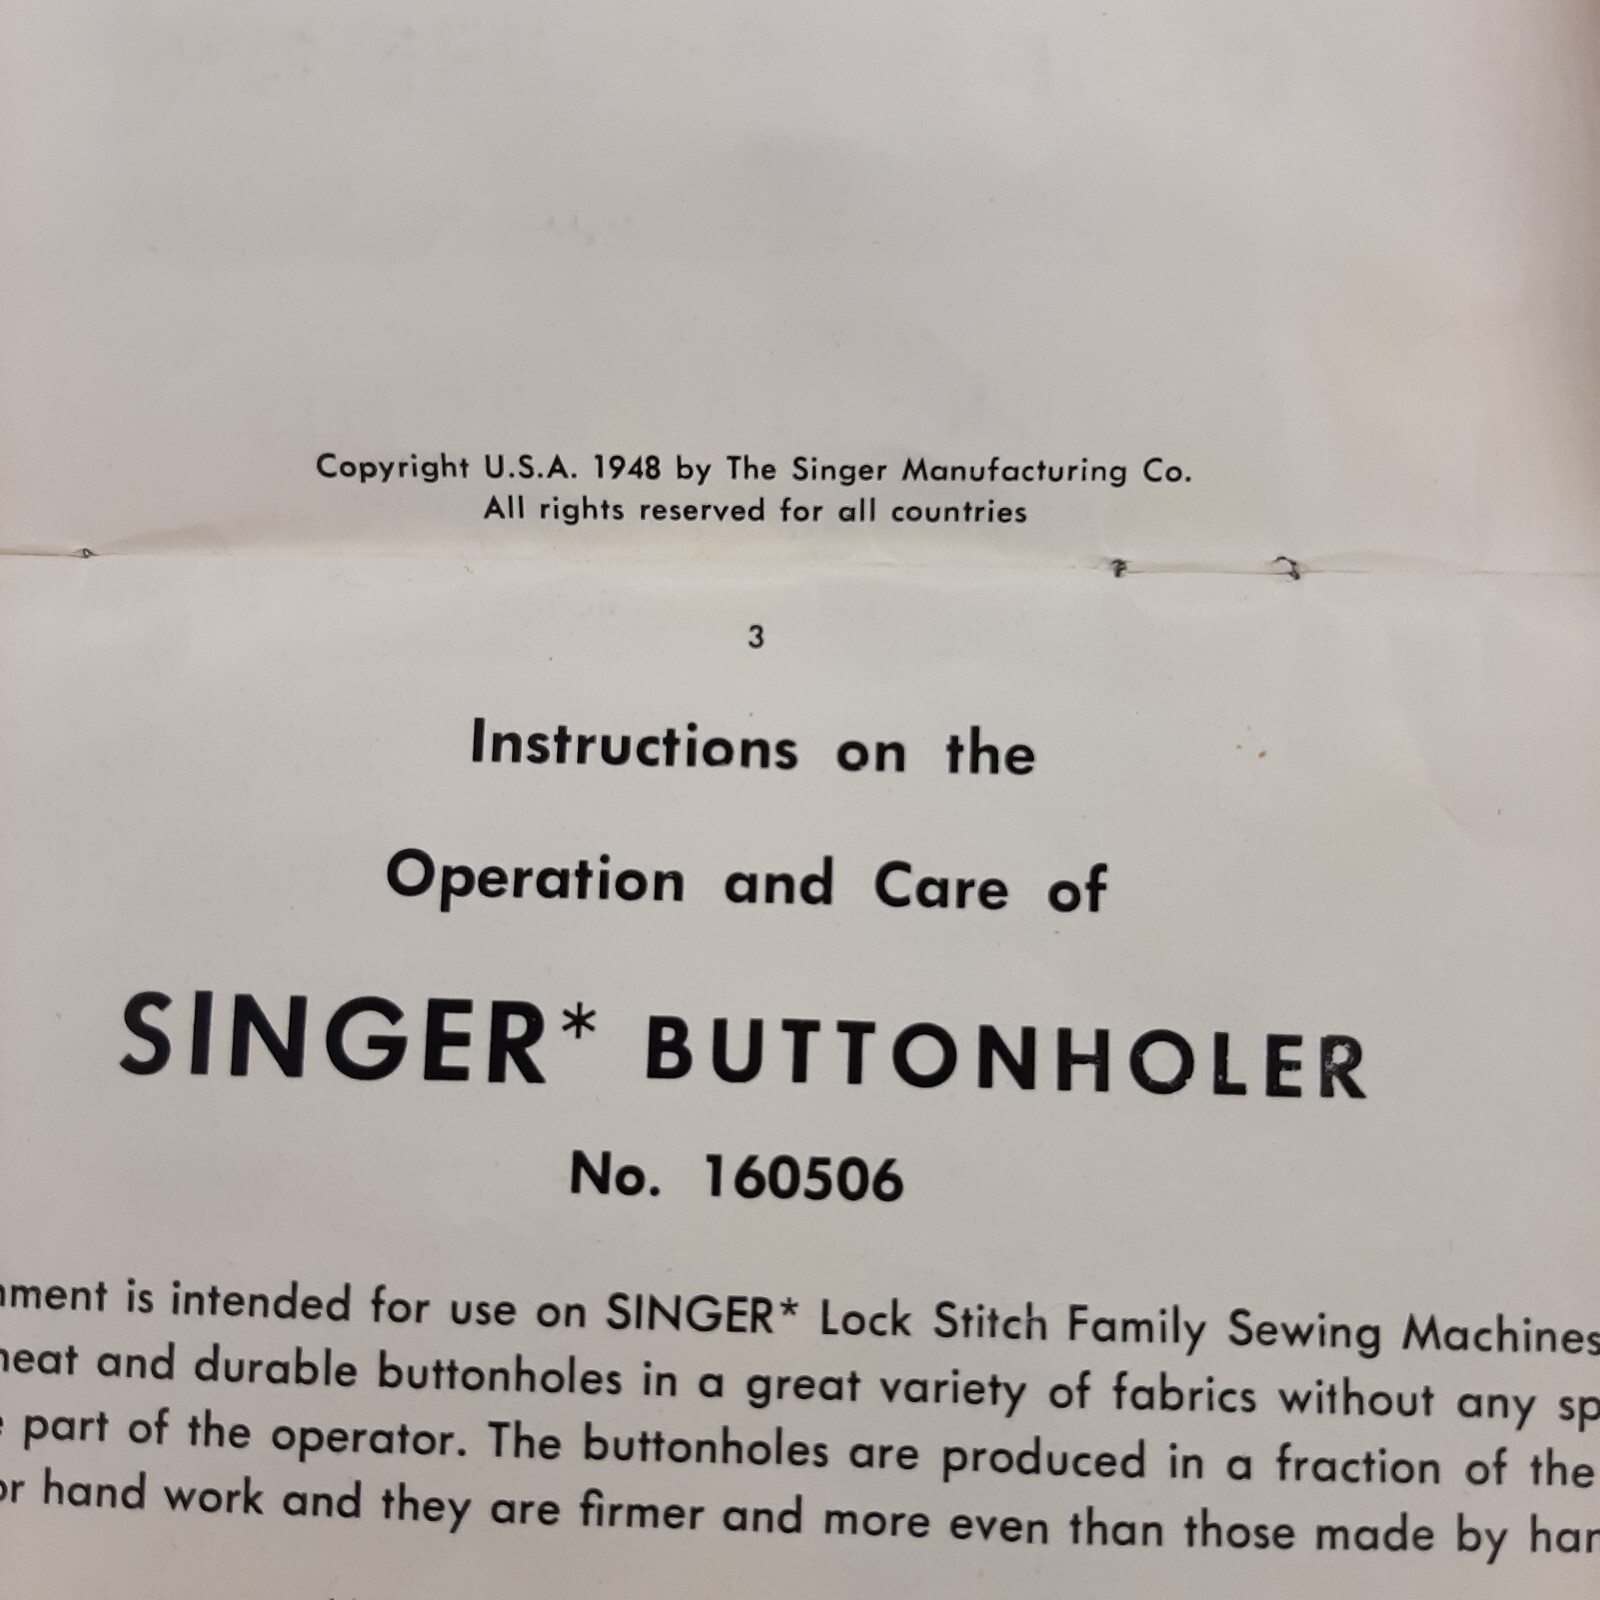 Copyright U.S.A. 1948 by The Singer Manufacturing Co.
All rights reserved for all countries
3
Instructions on the
Operation and Care of
SINGER* BUTTONHOLER
No. 160506
is intended for use on SINGER* Lock Stitch Family Sewing Machines
neat and durable buttonholes in a great variety of fabrics without any
part of the operator. The buttonholes are produced in a fraction of the
or hand work and they are firmer and more even than those made by